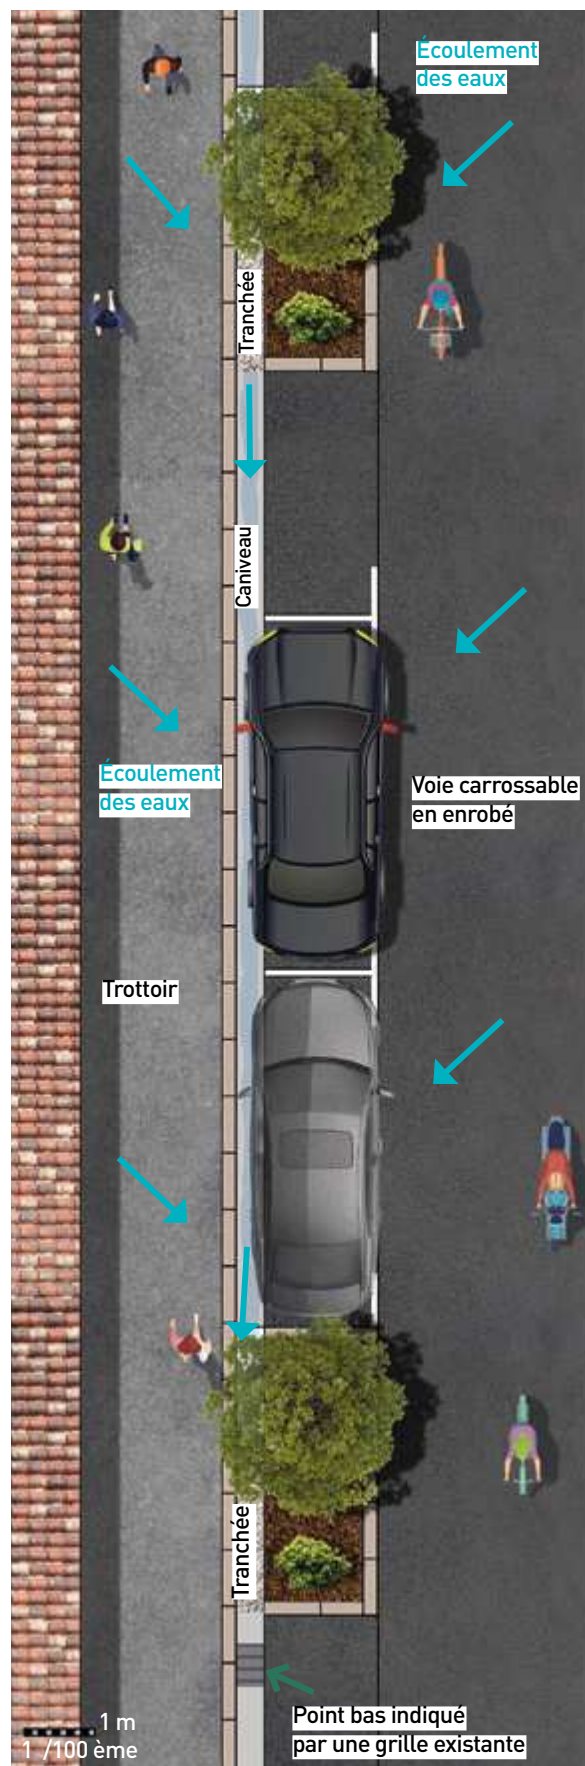 Écoulement
des eaux
Tranchée
Caniveau
Écoulement
des eaux
Voie carrossable
en enrobé
Trottoir
Tranchée
Point bas indiqué
par une grille existante
1 m
1 /100 ème